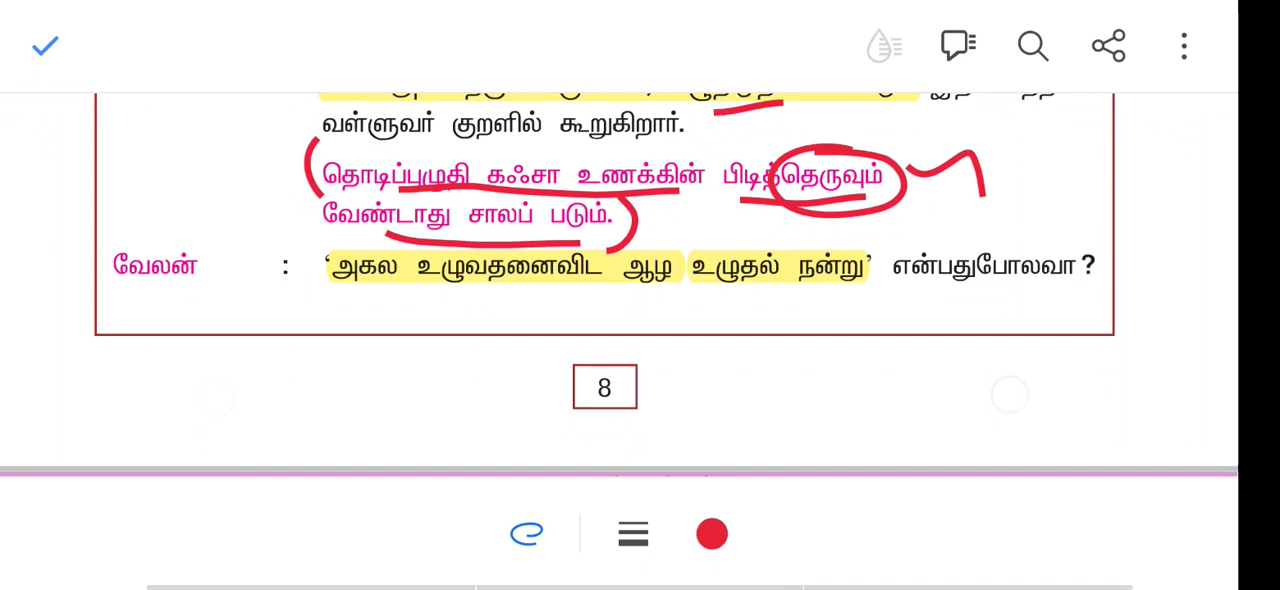 வள்ளுவர் குறளில் கூறுகிறார்.
தொடிப்புழுதி கஃசா உணக்கின் பிடித்தெருவும்
வேண்டாது சாலப் படும்.
வேலன் : ‘அகல உழுவதனைவிட ஆழ உழுதல் நன்று’ என்பதுபோலவா?
8